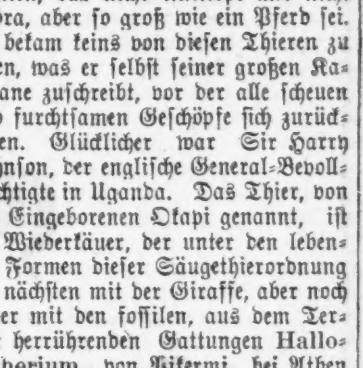 ora, aber so groß wie ein Pferd sei.
bekam keins von diesen Thieren zu
en, was er selbst seiner großen Ka=
ane zuschreibt, vor der alle scheuen
furchtsamen Geschöpfe sich zurück=
en. Glücklicher war Sir Harry
hnson, der englische General=Bevoll=
chtigte in Uganda. Das Thier, von
Eingeborenen Okapi genannt, ist
Wiederkäuer, der unter den leben=
Formen dieser Säugethierordnung
nächsten mit der Giraffe, aber noch
er mit den fossilen, aus dem Ter=
herrührenden Gattungen Hallo=
therium von Pikermi bei Athen